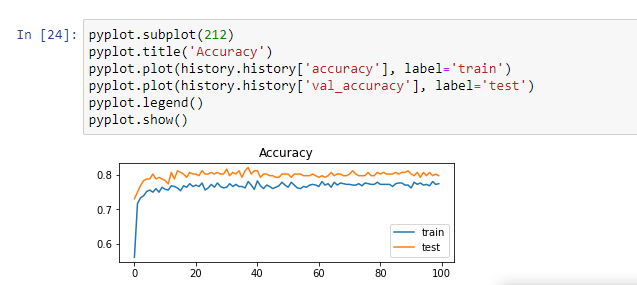 In [24]: pyplot.subplot(212)
pyplot.title('Accuracy')
pyplot.plot(history.history['accuracy'], label='train')
pyplot.plot(history.history['val_accuracy'], label='test')
pyplot.legend()
pyplot.show()
Accuracy
0.8
0.7
0.6
train
test
0 20 40 60 80 100